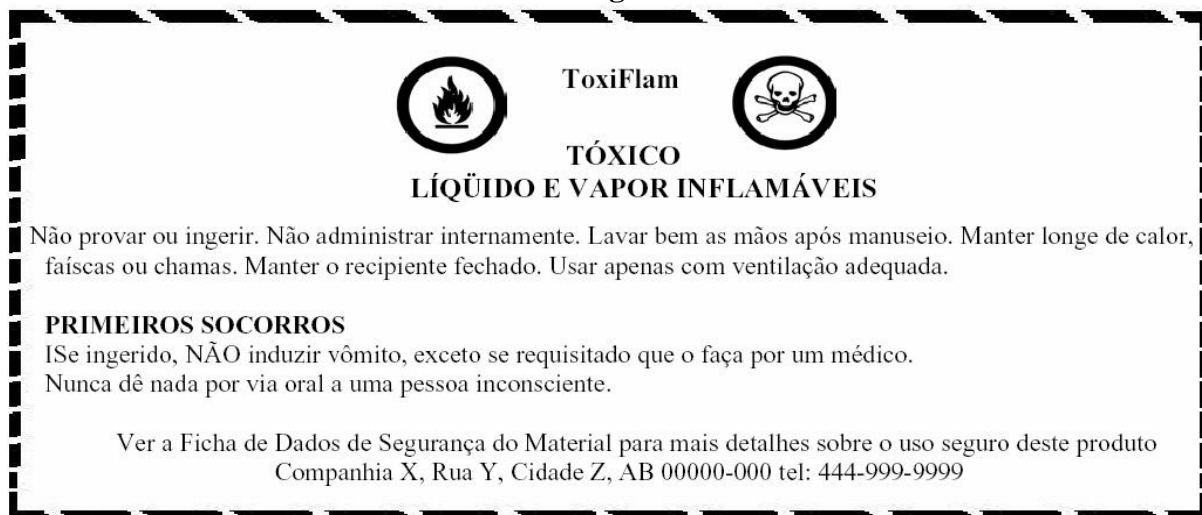 ToxiFlam
TÓXICO
LÍQÜIDO E VAPOR INFLAMÁVEIS
Não provar ou ingerir. Não administrar internamente. Lavar bem as mãos após manuseio. Manter longe de calor,
faíscas ou chamas. Manter o recipiente fechado. Usar apenas com ventilação adequada.
PRIMEIROS SOCORROS
ISe ingerido, NÃO induzir vômito, exceto se requisitado que o faça por um médico.
Nunca dê nada por via oral a uma pessoa inconsciente.
Ver a Ficha de Dados de Segurança do Material para mais detalhes sobre o uso seguro deste produto
Companhia X, Rua Y, Cidade Z, AB 00000-000 tel: 444-999-9999